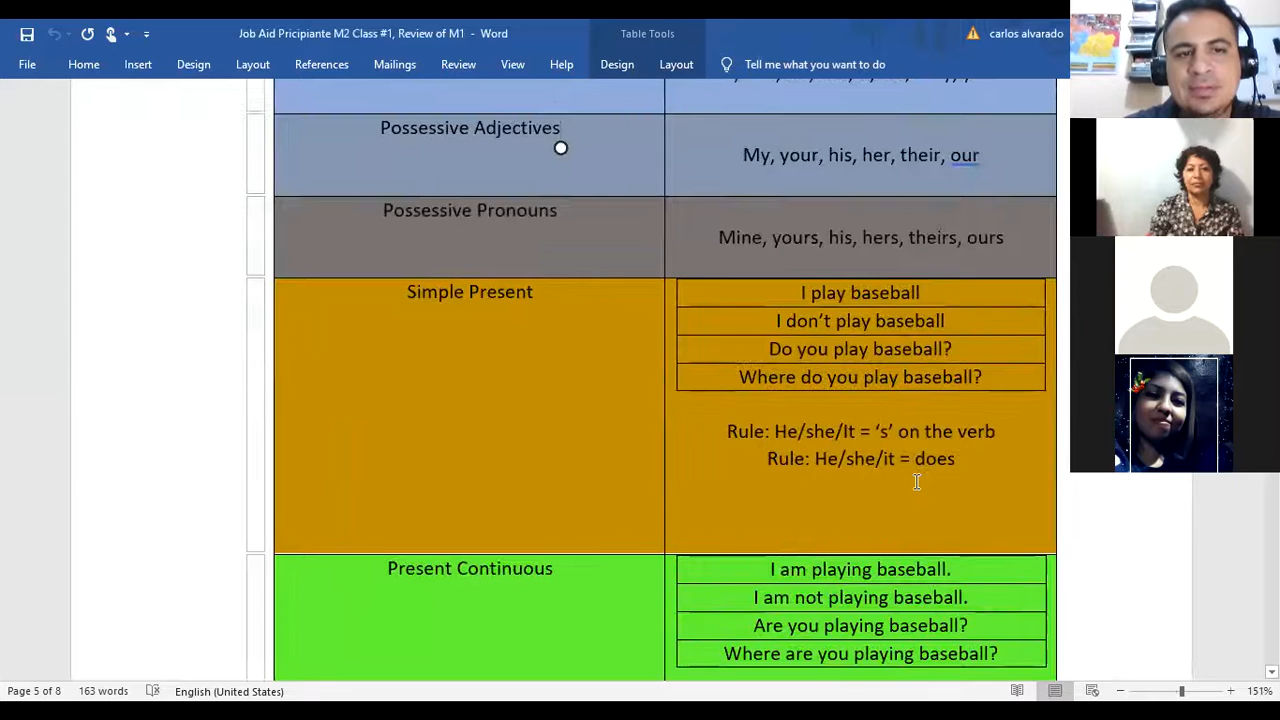 Job Aid Pricipiante M2 Class #1, Review of M1 - Word
Table Tools
carlos alvarado
File
Home
Insert
Design
Layout
References
Mailings
Review
View
Help
Design
Layout
Tell me what you want to do
Possessive Adjectives
My, your, his, her, their, our
Possessive Pronouns
Mine, yours, his, hers, theirs, ours
Simple Present
I play baseball
I don't play baseball
Do you play baseball?
Where do you play baseball?
Rule: He/she/It = ‘s’ on the verb
Rule: He/she/it = does
Present Continuous
I am playing baseball.
I am not playing baseball.
Are you playing baseball?
Where are you playing baseball?
Page 5 of 8
163 words
English (United States)
151%